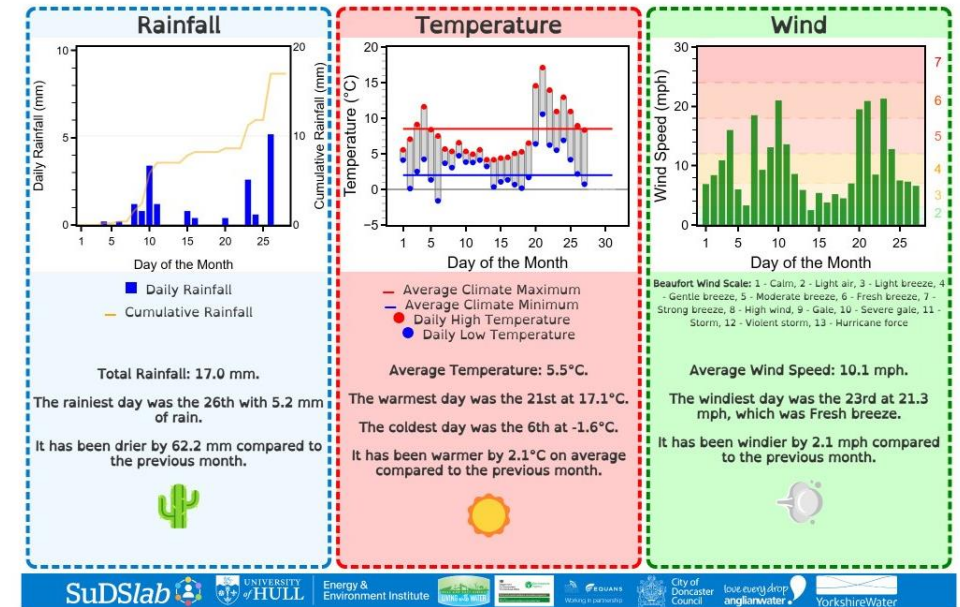 Rainfall
10
5
0
Daily Rainfall (mm)
20
10
0
Cumulative Rainfall (mm)
1 5 10 15 20 25
Day of the Month
Daily Rainfall
Cumulative Rainfall
Total Rainfall: 17.0 mm.
The rainiest day was the 26th with 5.2 mm
of rain.
It has been drier by 62.2 mm compared to
the previous month.
Temperature
20
15
10
5
0
−5
Temperature (°C)
1 5 10 15 20 25 30
Day of the Month
Average Climate Maximum
Average Climate Minimum
Daily High Temperature
Daily Low Temperature
Average Temperature: 5.5°C.
The warmest day was the 21st at 17.1°C.
The coldest day was the 6th at -1.6°C.
It has been warmer by 2.1°C on average
compared to the previous month.
Wind
30
20
10
0
Wind Speed (mph)
7
6
5
4
3
2
1 5 10 15 20 25
Day of the Month
Beaufort Wind Scale: 1 - Calm, 2 - Light air, 3 - Light breeze, 4
- Gentle breeze, 5 - Moderate breeze, 6 - Fresh breeze, 7 -
Strong breeze, 8 - High wind, 9 - Gale, 10 - Severe gale, 11 -
Storm, 12 - Violent storm, 13 - Hurricane force
Average Wind Speed: 10.1 mph.
The windiest day was the 23rd at 21.3
mph, which was Fresh breeze.
It has been windier by 2.1 mph compared
to the previous month.
SuDSlab
UNIVERSITY
of HULL
Energy &
Environment Institute
LIVING with WATER
EQUANS
Working in partnership
City of
Doncaster
Council
love every drop
anglianwater
YorkshireWater